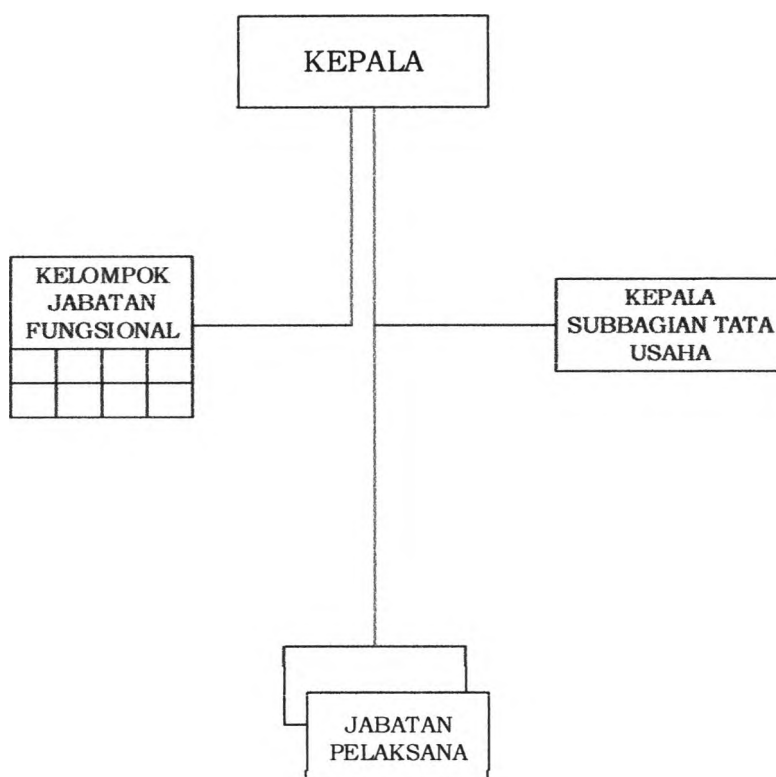 KEPALA
KELOMPOK
JABATAN
FUNGSIONAL
KEPALA
SUBBAGIAN TATA
USAHA
JABATAN
PELAKSANA